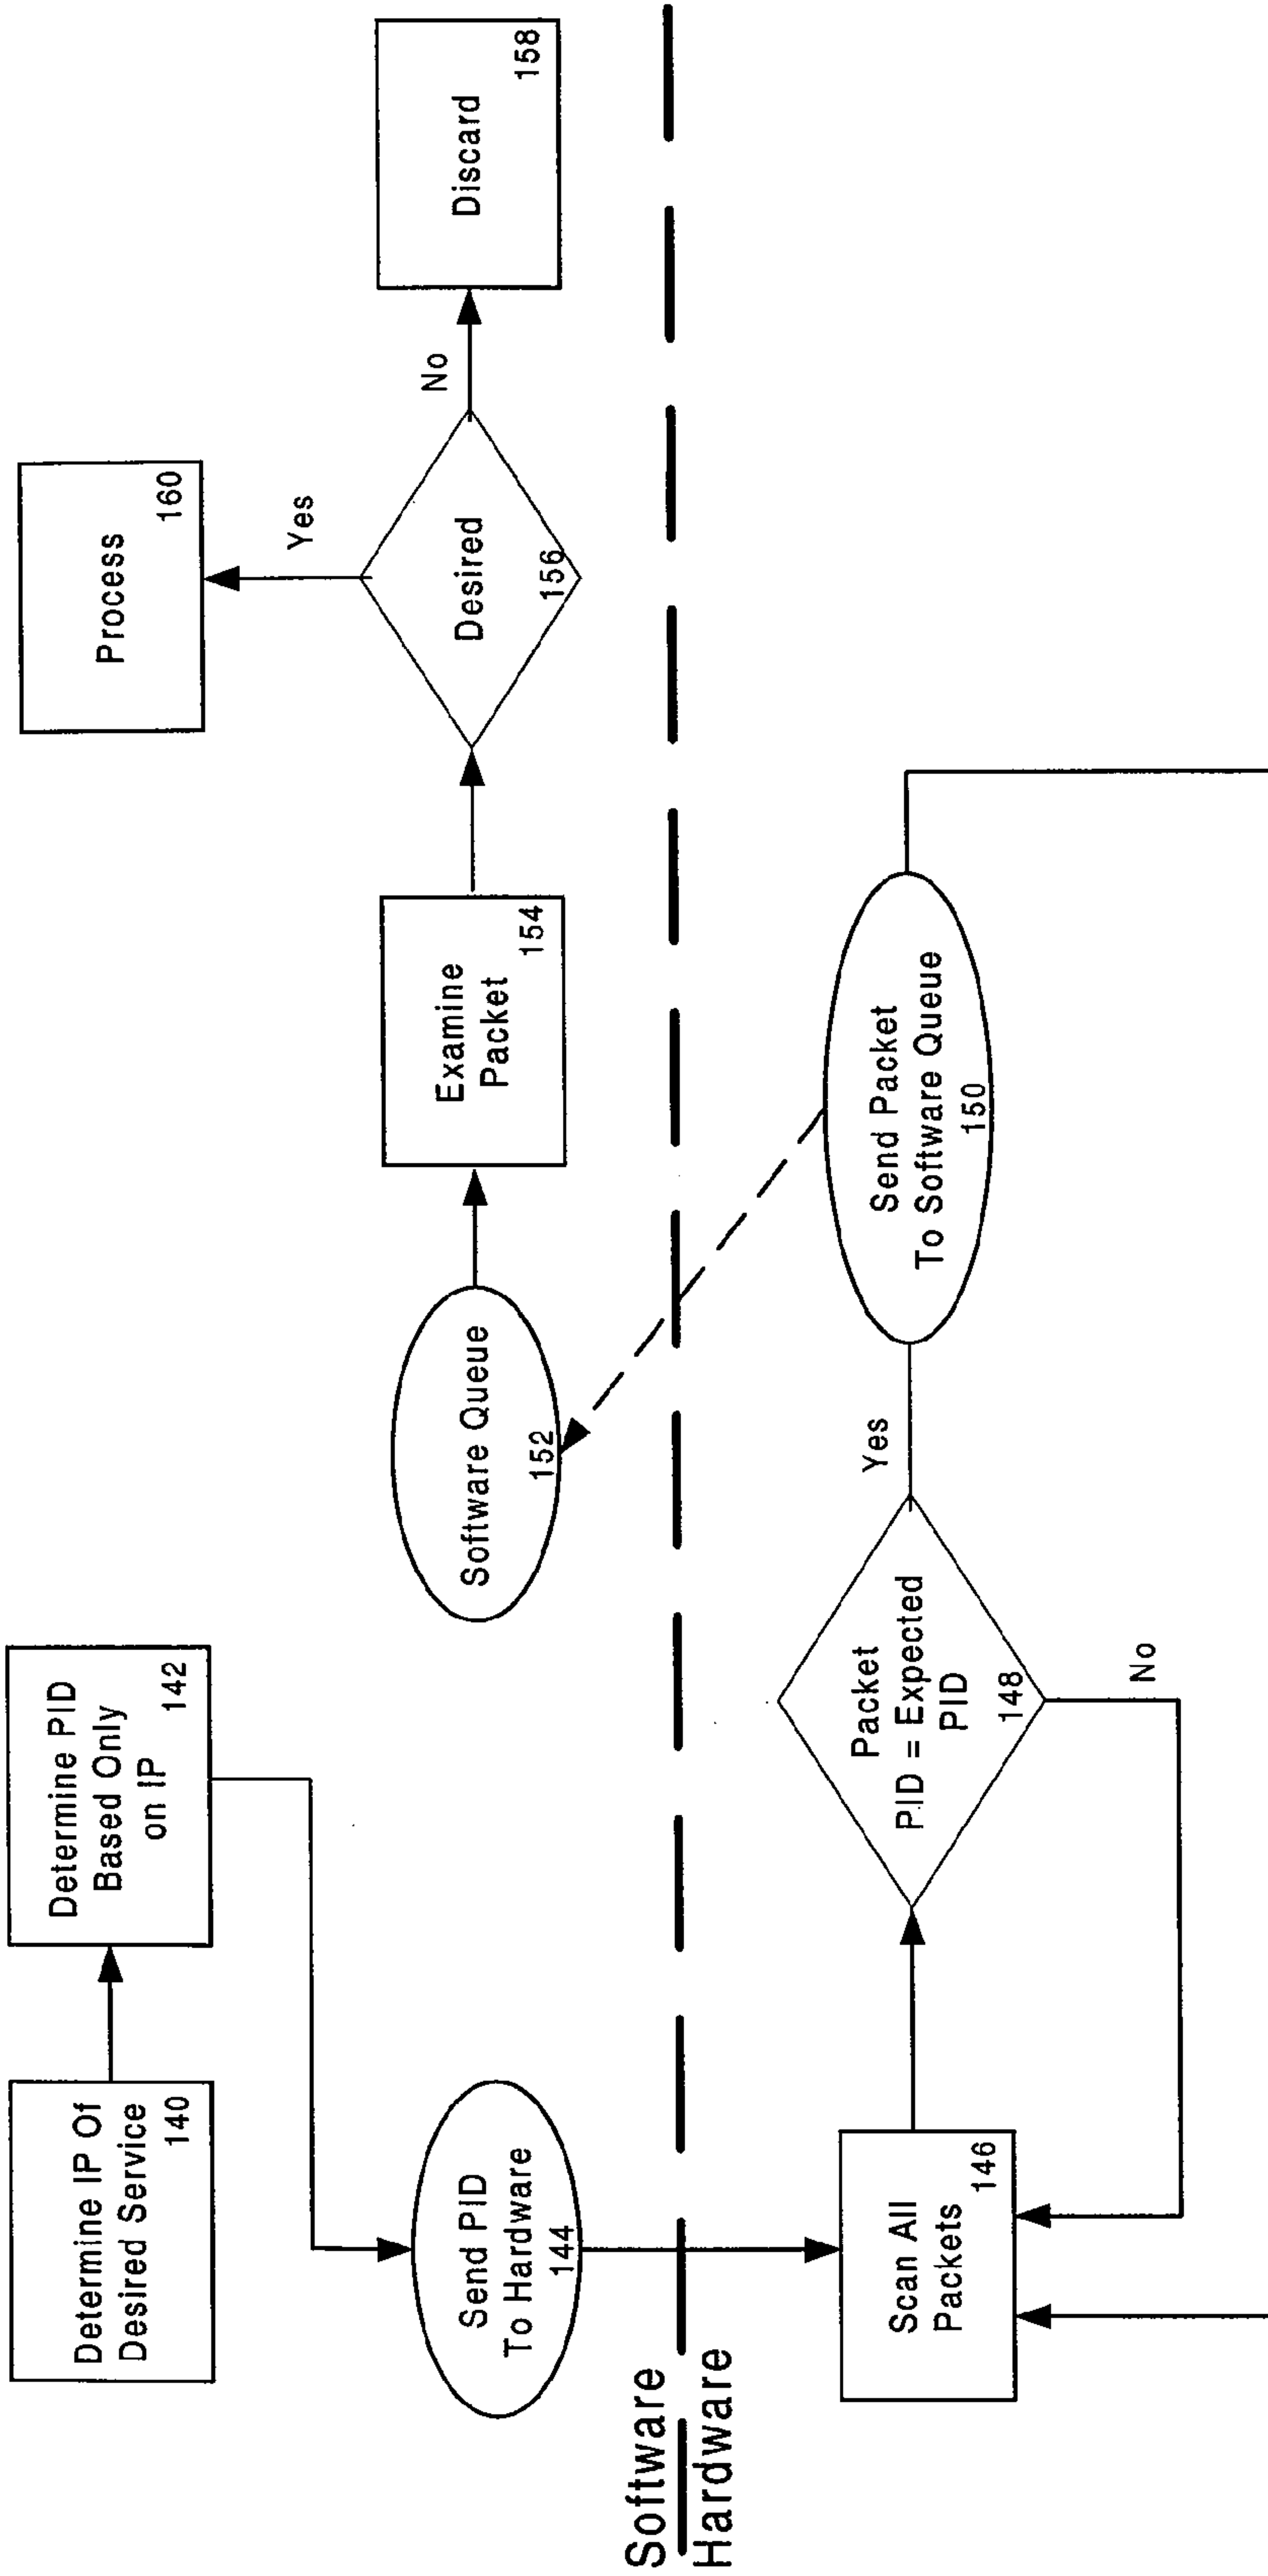 Determine IP Of
Desired Service
140
Determine PID
Based Only
on IP
142
Send PID
To Hardware
144
Software Queue
152
Examine
Packet
154
Desired
156
Yes
No
Process
160
Discard
158
Software
Hardware
Scan All
Packets
146
Packet
PID = Expected
PID
148
Yes
No
Send Packet
To Software Queue
150